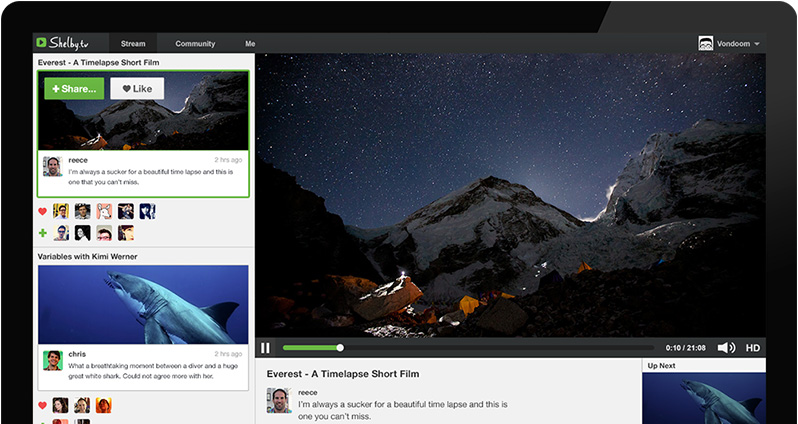 Shelby.tv
Stream
Community
Me
Vondoom
Everest - A Timelapse Short Film
+ Share...
Like
reece
2 hrs ago
I'm always a sucker for a beautiful time lapse and this is
one that you can't miss.
Variables with Kimi Werner
chris
2 hrs ago
What a breathtaking moment between a diver and a huge
great white shark. Could not agree more with her.
0:10 / 21:08
HD
Everest - A Timelapse Short Film
reece
I'm always a sucker for a beautiful time lapse and this is
one you can't miss.
Up Next